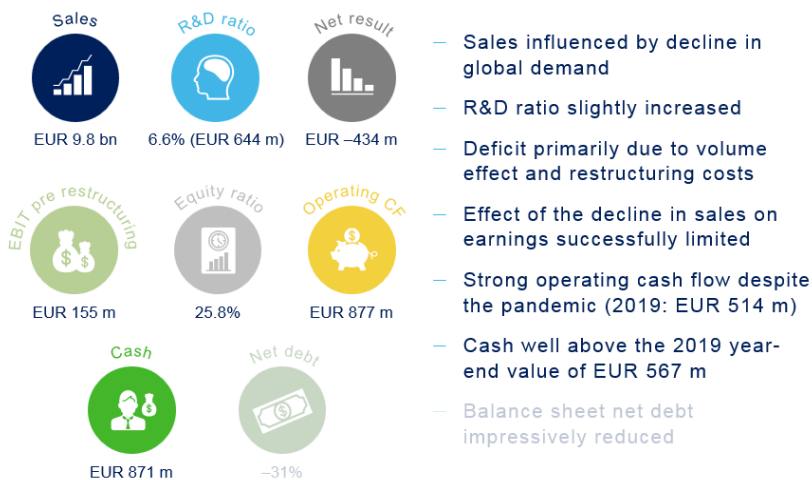 Sales
EUR 9.8 bn
R&D ratio
6.6% (EUR 644 m)
Net result
EUR –434 m
EBIT pre restructuring
EUR 155 m
Equity ratio
25.8%
Operating CF
EUR 877 m
Cash
EUR 871 m
Net debt
–31%
— Sales influenced by decline in
global demand
— R&D ratio slightly increased
— Deficit primarily due to volume
effect and restructuring costs
— Effect of the decline in sales on
earnings successfully limited
— Strong operating cash flow despite
the pandemic (2019: EUR 514 m)
— Cash well above the 2019 year-
end value of EUR 567 m
— Balance sheet net debt
impressively reduced